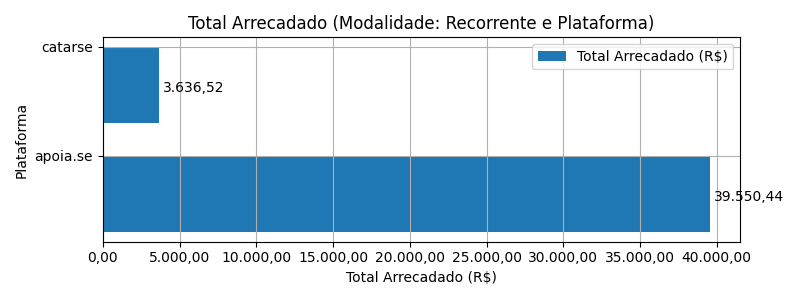 Total Arrecadado (Modalidade: Recorrente e Plataforma)
Total Arrecadado (R$)
Plataforma
catarse
3.636,52
apoia.se
39.550,44
0,00 5.000,00 10.000,00 15.000,00 20.000,00 25.000,00 30.000,00 35.000,00 40.000,00
Total Arrecadado (R$)